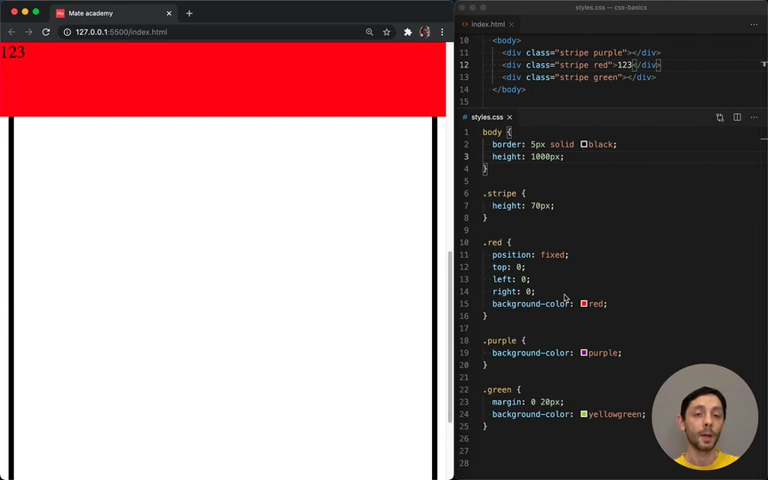 Mate academy
127.0.0.1:5500/index.html
123
styles.css — css-basics
index.html
10 <body>
11 <div class="stripe purple"></div>
12 <div class="stripe red">123</div>
13 <div class="stripe green"></div>
14 </body>
15
# styles.css
1 body {
2 border: 5px solid black;
3 height: 1000px;
4 }
5
6 .stripe {
7 height: 70px;
8 }
9
10 .red {
11 position: fixed;
12 top: 0;
13 left: 0;
14 right: 0;
15 background-color: red;
16 }
17
18 .purple {
19 background-color: purple;
20 }
21
22 .green {
23 margin: 0 20px;
24 background-color: yellowgreen;
25 }
26
27
28